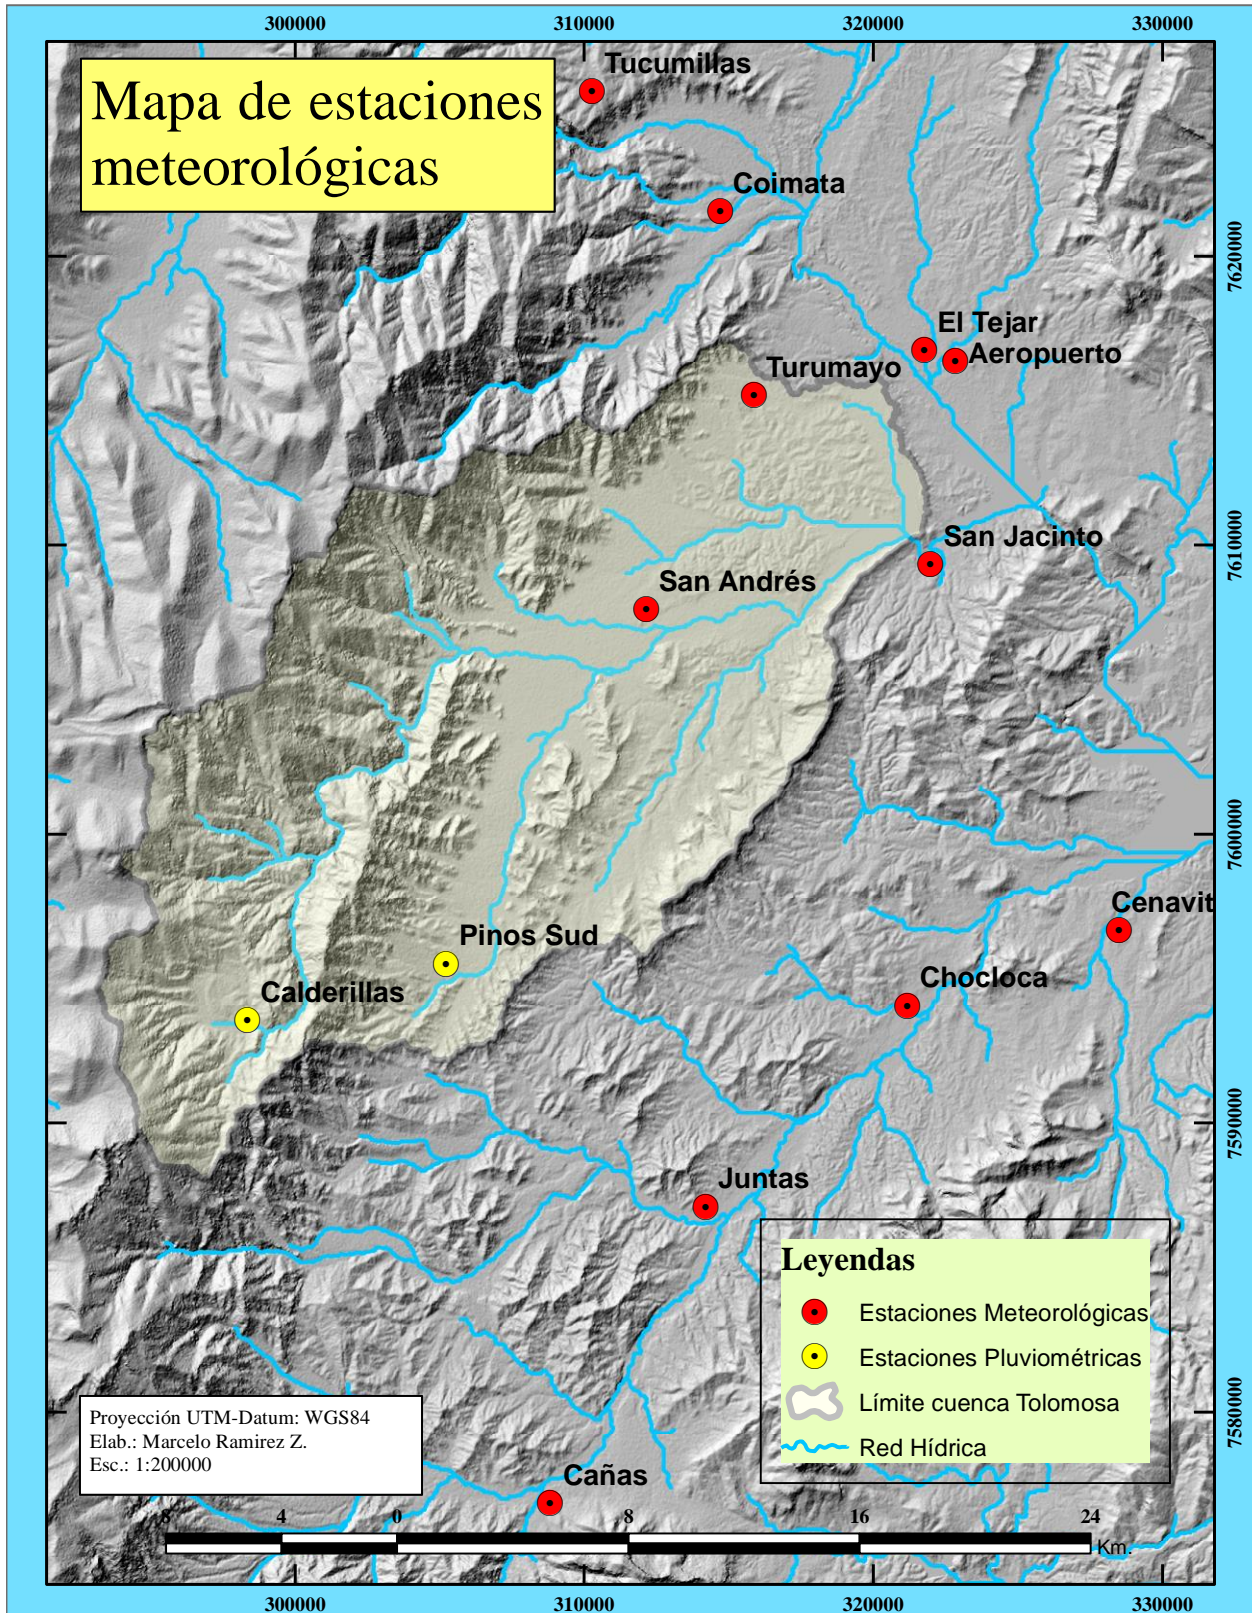 300000
310000
320000
330000
Mapa de estaciones
meteorológicas
Tucumillas
Coimata
7620000
El Tejar
Aeropuerto
Turumayo
San Jacinto
7610000
San Andrés
7600000
Cenavit
Pinos Sud
Chocloca
Calderillas
7590000
Juntas
Leyendas
Estaciones Meteorológicas
Estaciones Pluviométricas
Límite cuenca Tolomosa
Red Hídrica
7580000
Proyección UTM-Datum: WGS84
Elab.: Marcelo Ramirez Z.
Esc.: 1:200000
Cañas
8 4 0 8 16 24
Km.
300000
310000
320000
330000